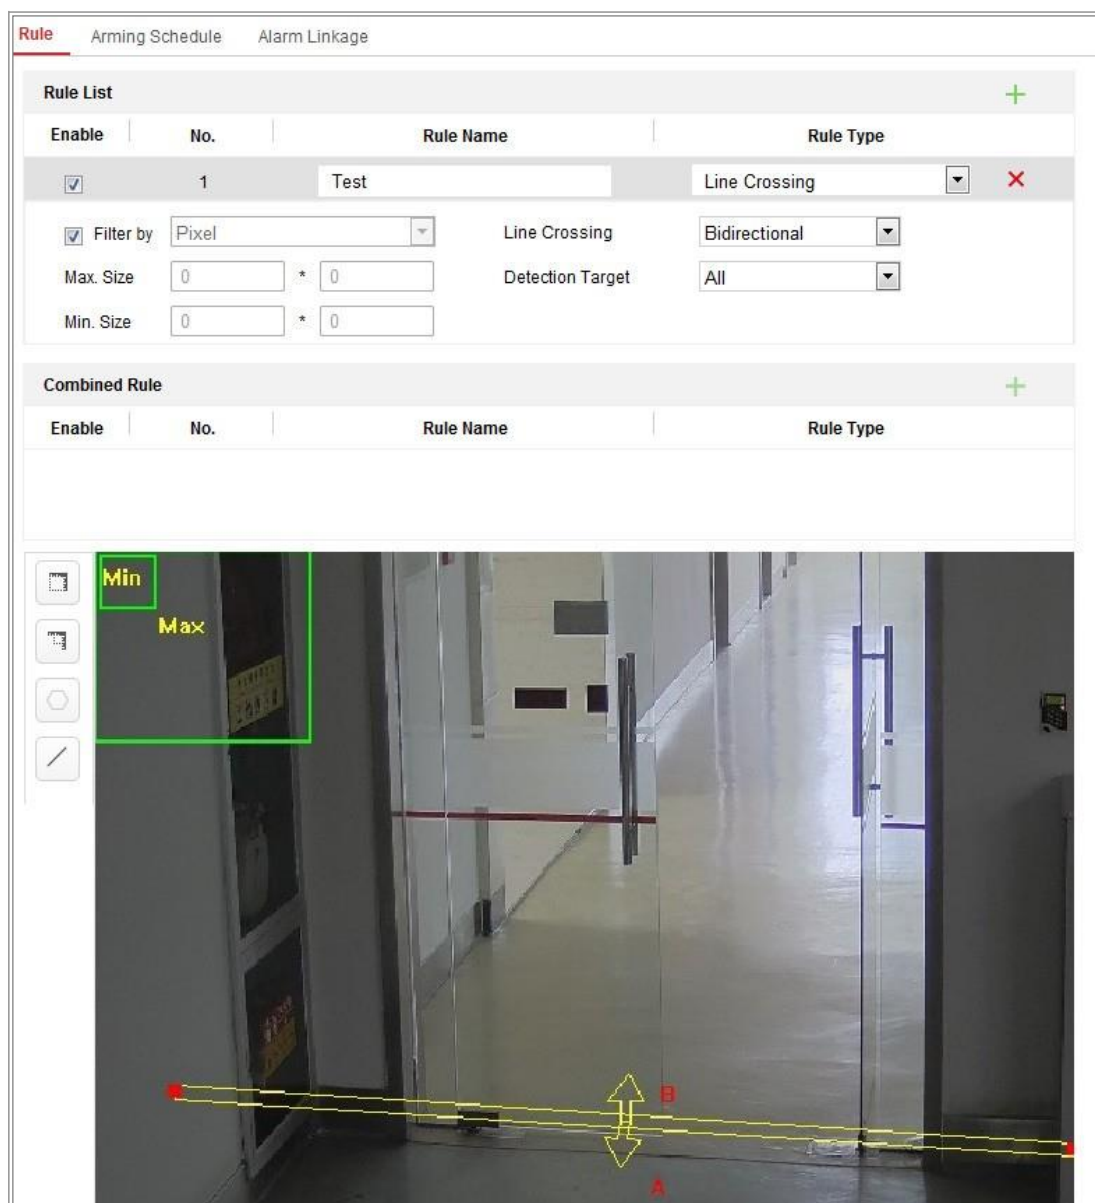 Rule Arming Schedule Alarm Linkage
Rule List
Enable No. Rule Name Rule Type
1 Test Line Crossing
Filter by Pixel Line Crossing Bidirectional
Max. Size 0 * 0 Detection Target All
Min. Size 0 * 0
Combined Rule
Enable No. Rule Name Rule Type
Min
Max
B
A